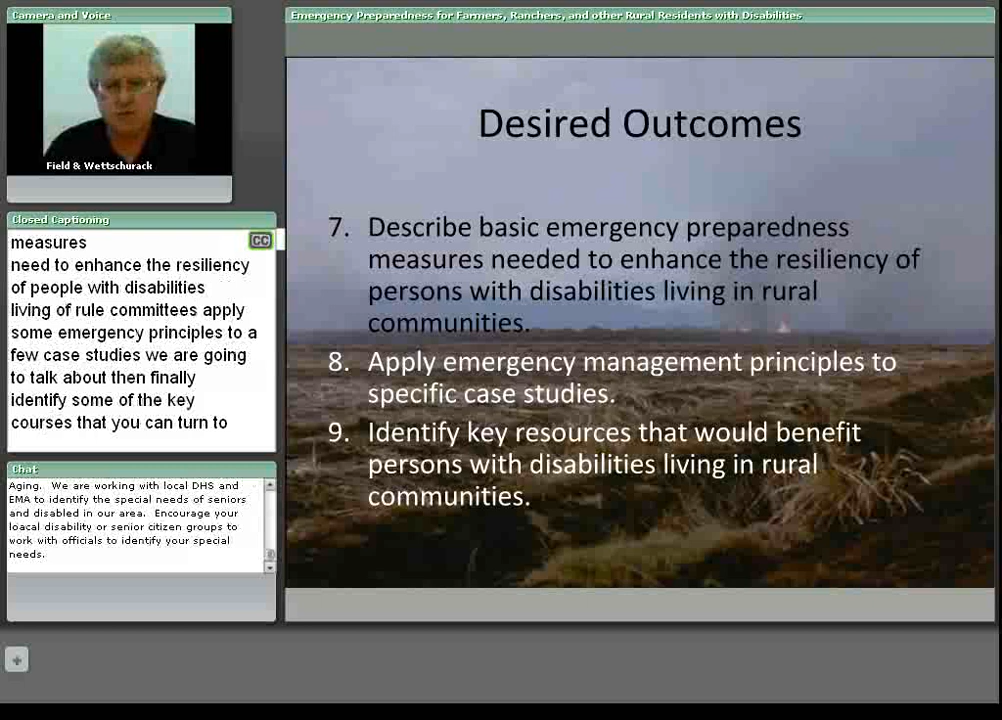 Camera and Voice
Field & Wettschurack
Closed Captioning
CC
measures
need to enhance the resiliency
of people with disabilities
living of rule committees apply
some emergency principles to a
few case studies we are going
to talk about then finally
identify some of the key
courses that you can turn to
Chat
Aging. We are working with local DHS and
EMA to identify the special needs of seniors
and disabled in our area. Encourage your
loacal disability or senior citizen groups to
work with officials to identify your special
needs.
Emergency Preparedness for Farmers, Ranchers, and other Rural Residents with Disabilities
Desired Outcomes
7. Describe basic emergency preparedness
measures needed to enhance the resiliency of
persons with disabilities living in rural
communities.
8. Apply emergency management principles to
specific case studies.
9. Identify key resources that would benefit
persons with disabilities living in rural
communities.